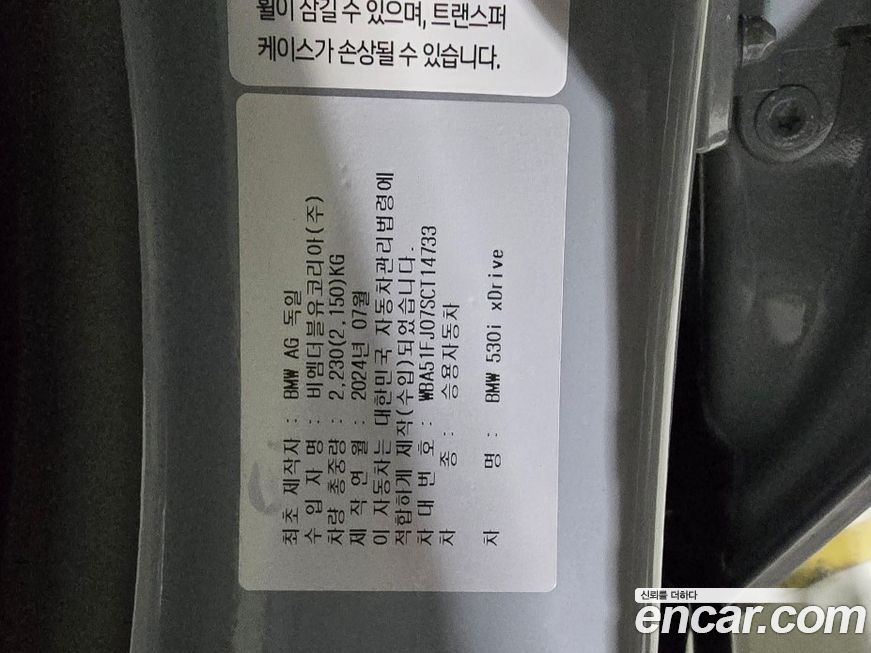 휠이 잠길 수 있으며, 트랜스퍼
케이스가 손상될 수 있습니다.
최초 제작자 : BMW AG 독일
수 입 자 명 : 비엠더블유코리아(주)
차량 총중량 : 2,230(2,150)KG
제 작 연 월 : 2024년 07월
이 자동차는 대한민국 자동차관리법령에
적합하게 제작(수입)되었습니다.
차 대 번 호 : WBA51FJ07SCT14733
차 종 : 승용자동차
차 명 : BMW 530i xDrive
신뢰를 더하다
encar.com